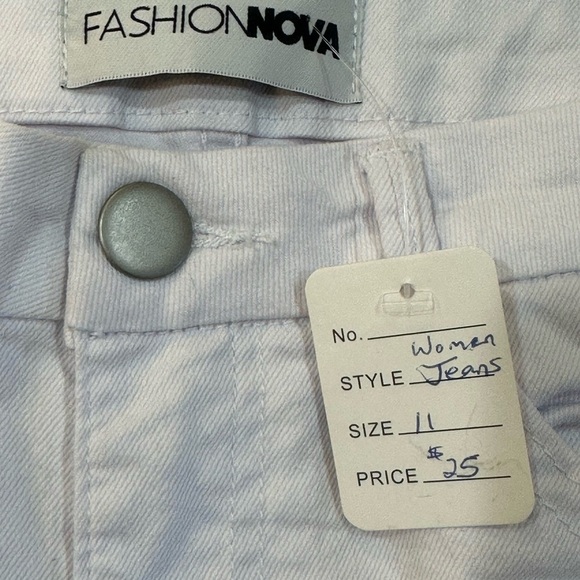 FASHIONNOVA
No.
Women
STYLE Jeans
SIZE 11
PRICE $25